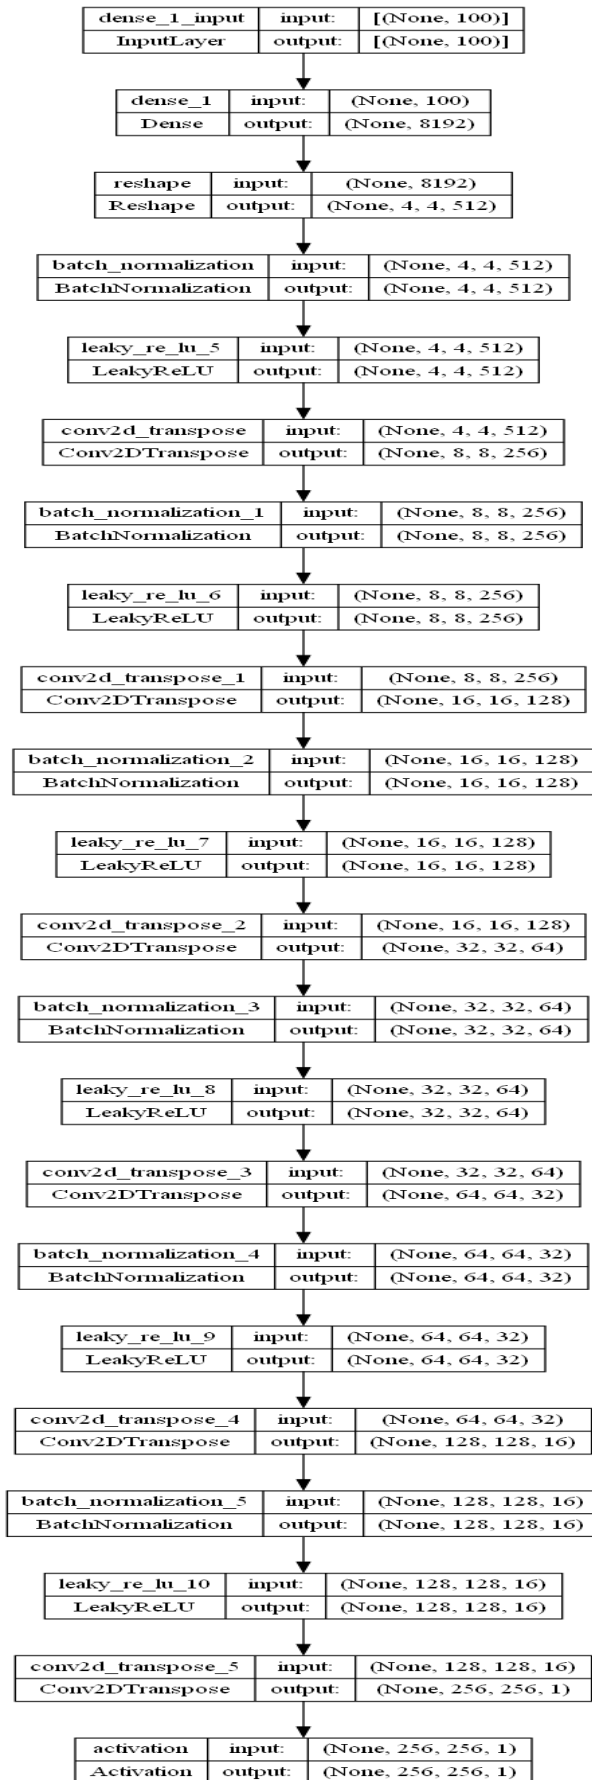 dense_1_input input: [(None, 100)]
InputLayer output: [(None, 100)]
dense_1 input: (None, 100)
Dense output: (None, 8192)
reshape input: (None, 8192)
Reshape output: (None, 4, 4, 512)
batch_normalization input: (None, 4, 4, 512)
BatchNormalization output: (None, 4, 4, 512)
leaky_re_lu_5 input: (None, 4, 4, 512)
LeakyReLU output: (None, 4, 4, 512)
conv2d_transpose input: (None, 4, 4, 512)
Conv2DTranspose output: (None, 8, 8, 256)
batch_normalization_1 input: (None, 8, 8, 256)
BatchNormalization output: (None, 8, 8, 256)
leaky_re_lu_6 input: (None, 8, 8, 256)
LeakyReLU output: (None, 8, 8, 256)
conv2d_transpose_1 input: (None, 8, 8, 256)
Conv2DTranspose output: (None, 16, 16, 128)
batch_normalization_2 input: (None, 16, 16, 128)
BatchNormalization output: (None, 16, 16, 128)
leaky_re_lu_7 input: (None, 16, 16, 128)
LeakyReLU output: (None, 16, 16, 128)
conv2d_transpose_2 input: (None, 16, 16, 128)
Conv2DTranspose output: (None, 32, 32, 64)
batch_normalization_3 input: (None, 32, 32, 64)
BatchNormalization output: (None, 32, 32, 64)
leaky_re_lu_8 input: (None, 32, 32, 64)
LeakyReLU output: (None, 32, 32, 64)
conv2d_transpose_3 input: (None, 32, 32, 64)
Conv2DTranspose output: (None, 64, 64, 32)
batch_normalization_4 input: (None, 64, 64, 32)
BatchNormalization output: (None, 64, 64, 32)
leaky_re_lu_9 input: (None, 64, 64, 32)
LeakyReLU output: (None, 64, 64, 32)
conv2d_transpose_4 input: (None, 64, 64, 32)
Conv2DTranspose output: (None, 128, 128, 16)
batch_normalization_5 input: (None, 128, 128, 16)
BatchNormalization output: (None, 128, 128, 16)
leaky_re_lu_10 input: (None, 128, 128, 16)
LeakyReLU output: (None, 128, 128, 16)
conv2d_transpose_5 input: (None, 128, 128, 16)
Conv2DTranspose output: (None, 256, 256, 1)
activation input: (None, 256, 256, 1)
Activation output: (None, 256, 256, 1)